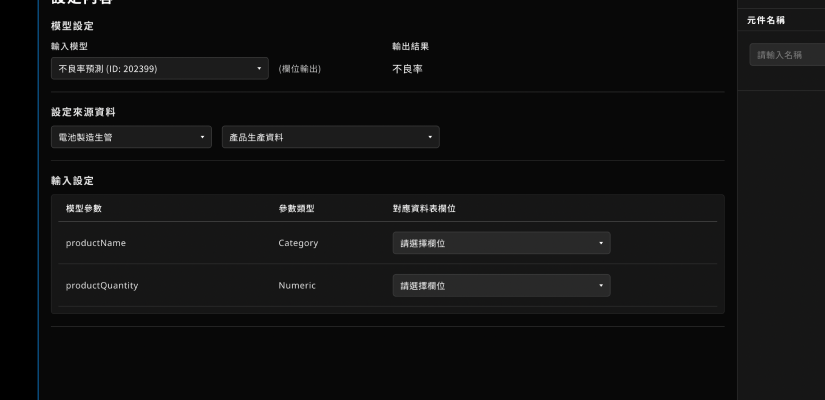 設定內容
模型設定
輸入模型
輸出結果
不良率預測 (ID: 202399)
(欄位輸出)
不良率
設定來源資料
電池製造生管
產品生產資料
輸入設定
模型參數
參數類型
對應資料表欄位
productName
Category
請選擇欄位
productQuantity
Numeric
請選擇欄位
元件名稱
請輸入名稱